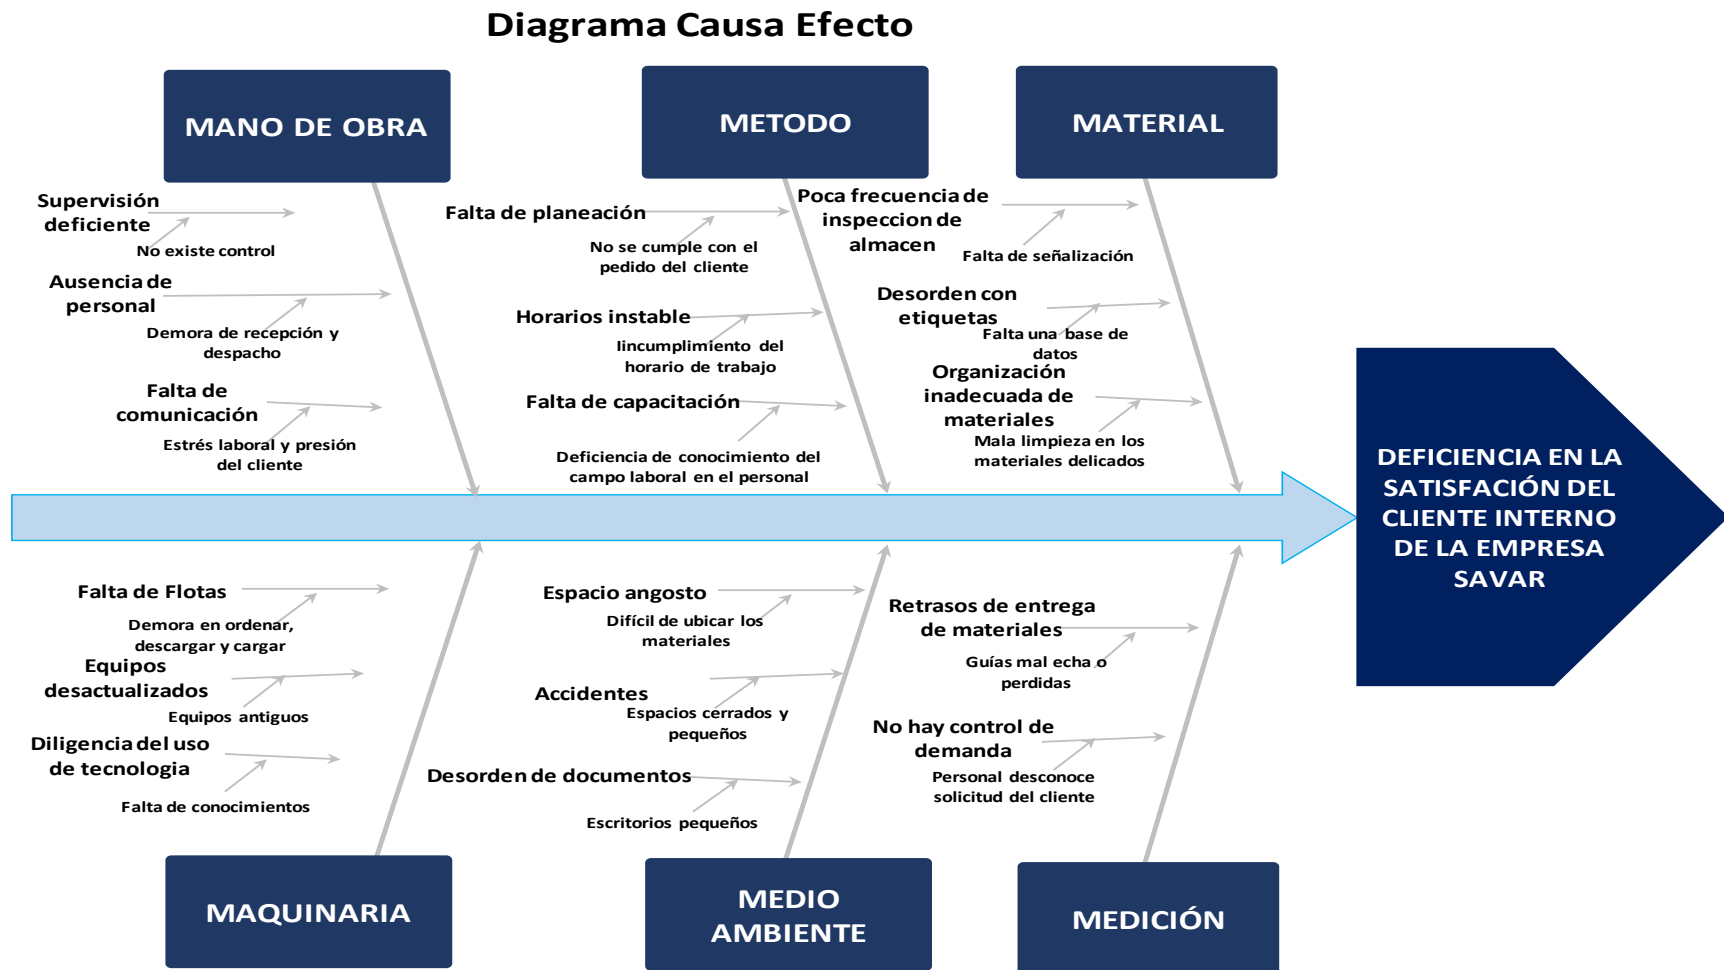 Diagrama Causa Efecto
MANO DE OBRA
METODO
MATERIAL
Supervisión
deficiente
No existe control
Ausencia de
personal
Demora de recepción y
despacho
Falta de
comunicación
Estrés laboral y presión
del cliente
Falta de planeación
No se cumple con el
pedido del cliente
Horarios instable
Iincumplimiento del
horario de trabajo
Falta de capacitación
Deficiencia de conocimiento del
campo laboral en el personal
Poca frecuencia de
inspeccion de
almacen
Falta de señalización
Desorden con
etiquetas
Falta una base de
datos
Organización
inadecuada de
materiales
Mala limpieza en los
materiales delicados
DEFICIENCIA EN LA
SATISFACIÓN DEL
CLIENTE INTERNO
DE LA EMPRESA
SAVAR
Falta de Flotas
Demora en ordenar,
descargar y cargar
Equipos
desactualizados
Equipos antiguos
Diligencia del uso
de tecnologia
Falta de conocimientos
Espacio angosto
Difícil de ubicar los
materiales
Accidentes
Espacios cerrados y
pequeños
Desorden de documentos
Escritorios pequeños
Retrasos de entrega
de materiales
Guías mal echa o
perdidas
No hay control de
demanda
Personal desconoce
solicitud del cliente
MAQUINARIA
MEDIO
AMBIENTE
MEDICIÓN